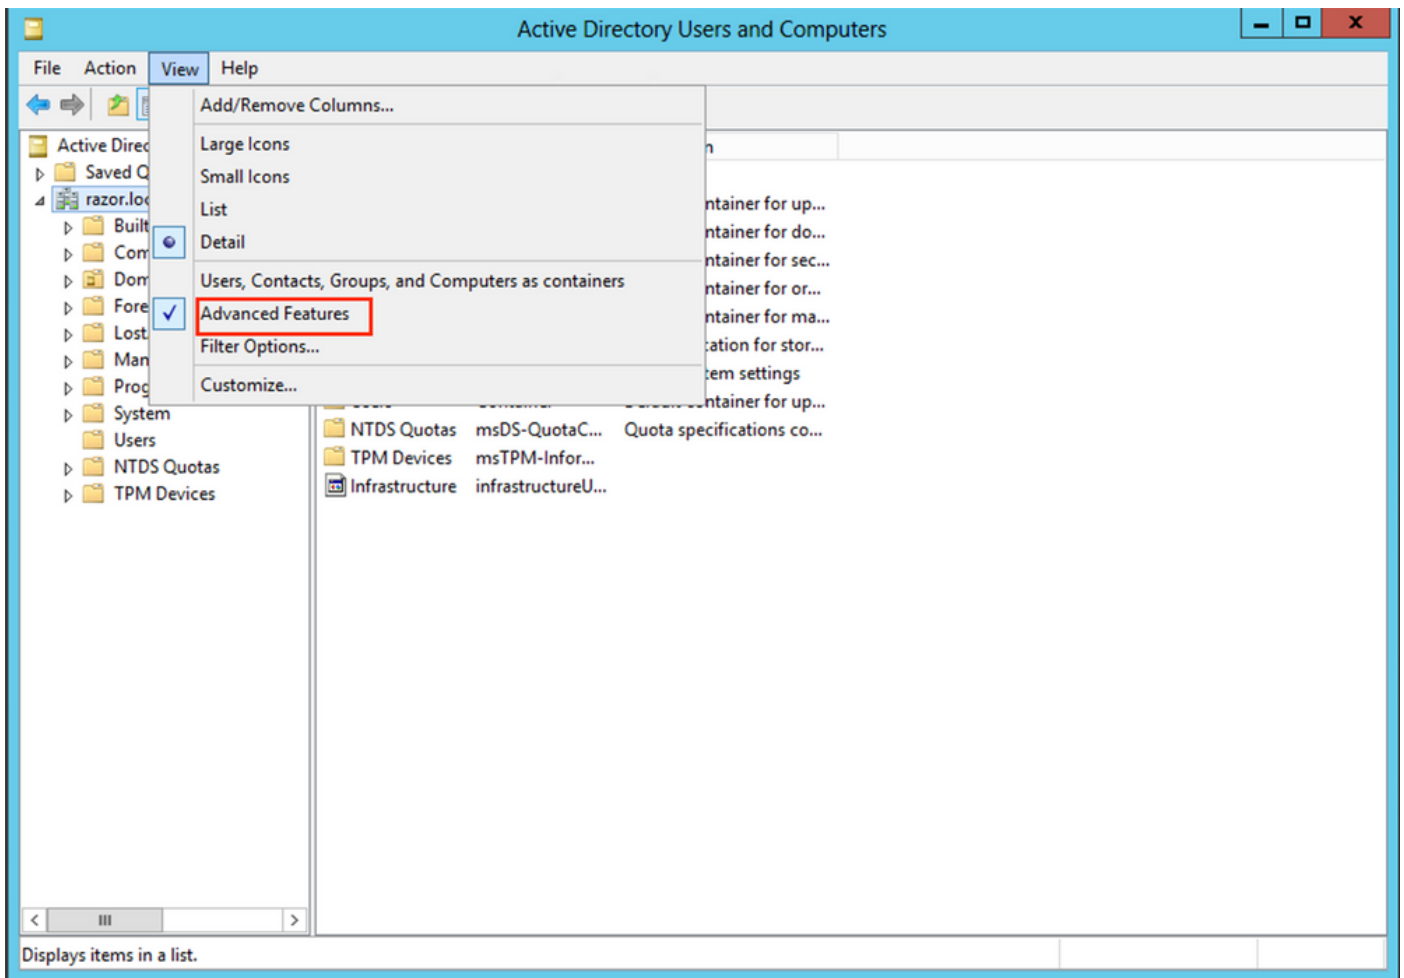 Active Directory Users and Computers
File Action View Help
Add/Remove Columns...
Large Icons
Small Icons
List
Detail
Users, Contacts, Groups, and Computers as containers
Advanced Features
Filter Options...
Customize...
Active Direc
Saved Q
razor.loc
Built
Com
Dom
Fore
Lost
Man
Prog
System
Users
NTDS Quotas
TPM Devices
n
ntainer for up...
ntainer for do...
ntainer for sec...
ntainer for or...
ntainer for ma...
ation for stor...
tem settings
ntainer for up...
NTDS Quotas msDS-QuotaC... Quota specifications co...
TPM Devices msTPM-Infor...
Infrastructure infrastructureU...
Displays items in a list.